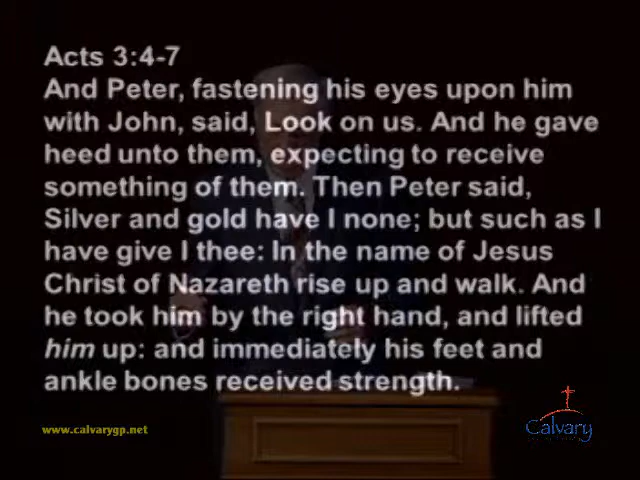 Acts 3:4-7
And Peter, fastening his eyes upon him
with John, said, Look on us. And he gave
heed unto them, expecting to receive
something of them. Then Peter said,
Silver and gold have I none; but such as I
have give I thee: In the name of Jesus
Christ of Nazareth rise up and walk. And
he took him by the right hand, and lifted
him up: and immediately his feet and
ankle bones received strength.
www.calvarygp.net
Calvary